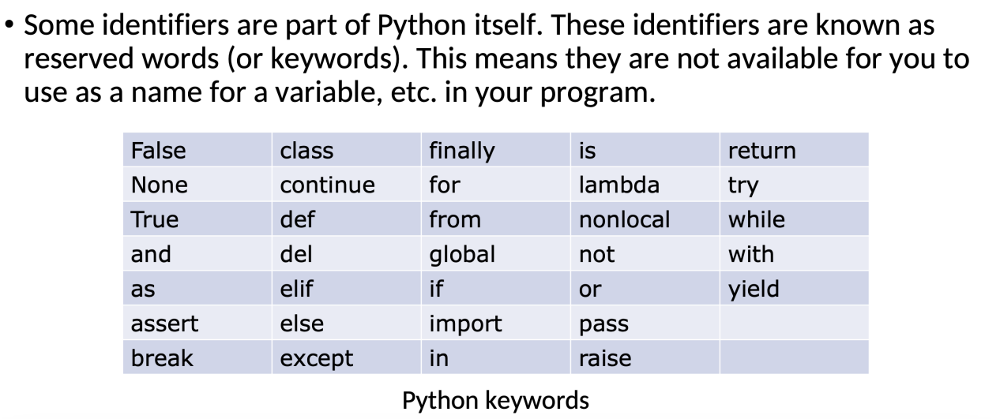 • Some identifiers are part of Python itself. These identifiers are known as
reserved words (or keywords). This means they are not available for you to
use as a name for a variable, etc. in your program.
False class finally is return
None continue for lambda try
True def from nonlocal while
and del global not with
as elif if or yield
assert else import pass
break except in raise
Python keywords